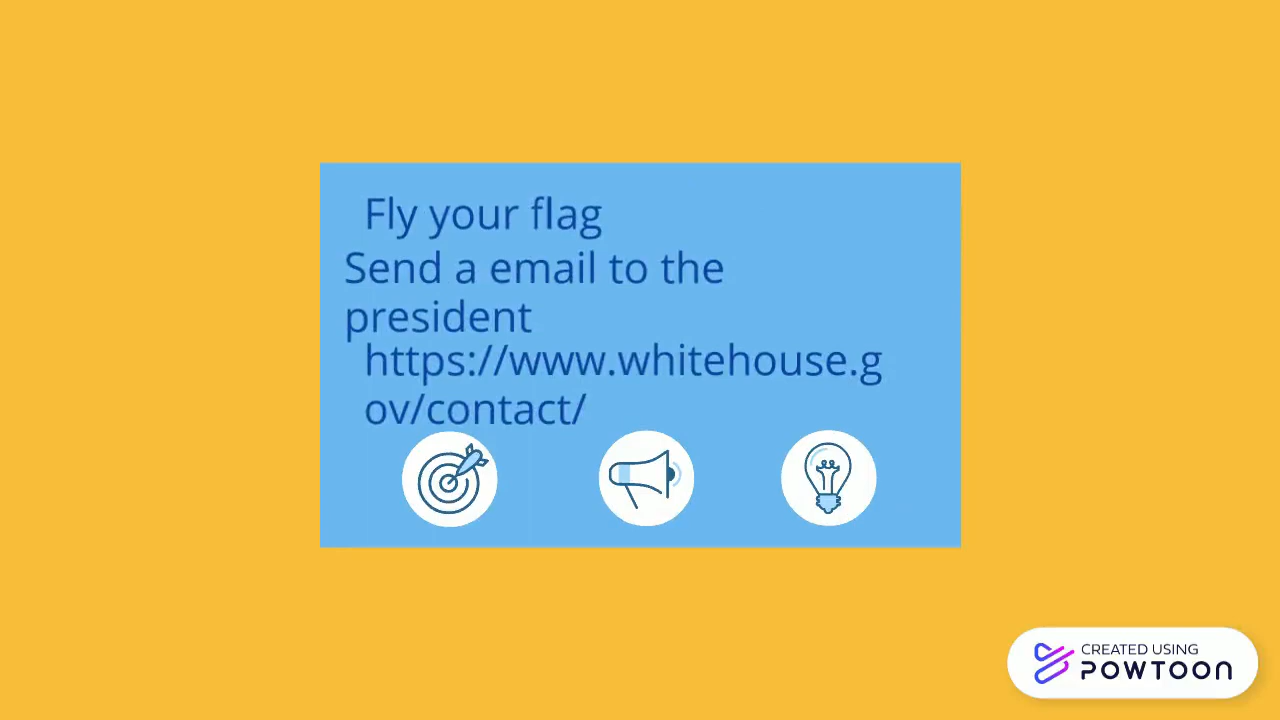 Fly your flag
Send a email to the
president
https://www.whitehouse.g
ov/contact/
CREATED USING
POWTOON